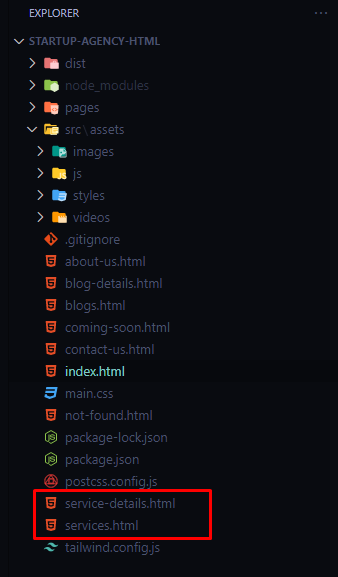 EXPLORER
STARTUP-AGENCY-HTML
dist
node_modules
pages
src\assets
images
js
styles
videos
.gitignore
about-us.html
blog-details.html
blogs.html
coming-soon.html
contact-us.html
index.html
main.css
not-found.html
package-lock.json
package.json
postcss.config.js
service-details.html
services.html
tailwind.config.js